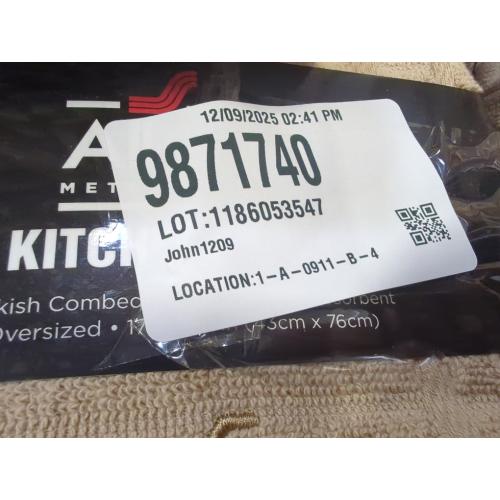 12/09/2025 02:41 PM
9871740
LOT:1186053547
John1209
LOCATION:1-A-0911-B-4
A
MET
KITC
kish Combed
Oversized • 17 3cm x 76cm)